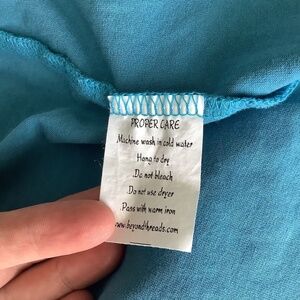 PROPER CARE
Machine wash in cold water
Hang to dry
Do not bleach
Do not use dryer
Pass with warm iron
www.beyondthreads.com